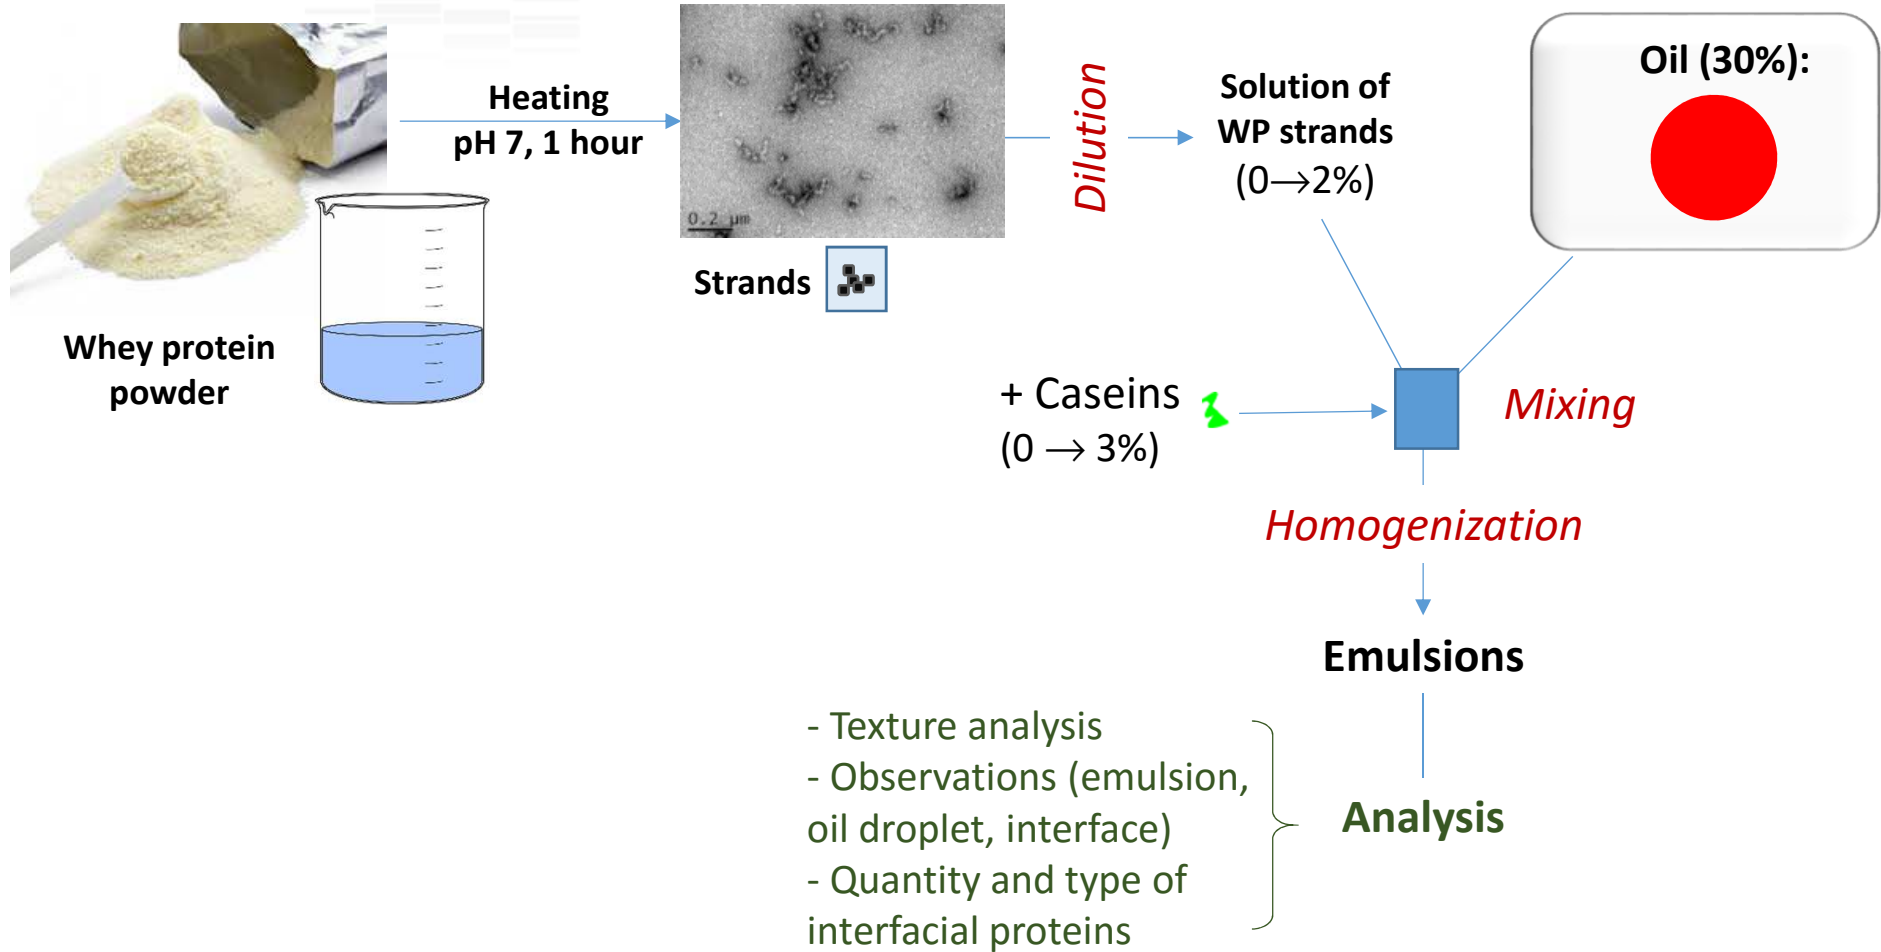 Heating
pH 7, 1 hour
Whey protein
powder
0.2 µm
Strands
Dilution
Solution of
WP strands
(0→2%)
Oil (30%):
+ Caseins
(0 → 3%)
Mixing
Homogenization
Emulsions
Analysis
- Texture analysis
- Observations (emulsion,
oil droplet, interface)
- Quantity and type of
interfacial proteins